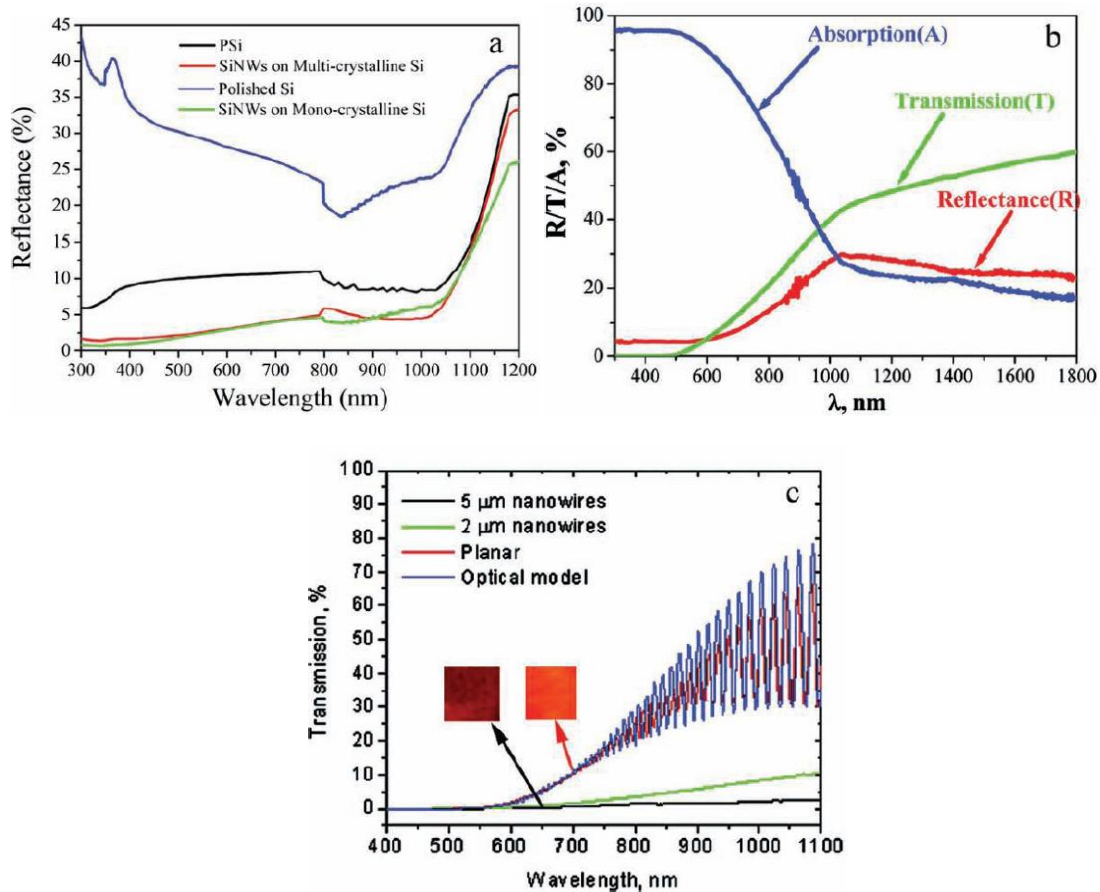 a
PSi
SiNWs on Multi-crystalline Si
Polished Si
SiNWs on Mono-crystalline Si
Reflectance (%)
45
40
35
30
25
20
15
10
5
0
300 400 500 600 700 800 900 1000 1100 1200
Wavelength (nm)
b
Absorption(A)
Transmission(T)
Reflectance(R)
R/T/A, %
100
80
60
40
20
0
600 800 1000 1200 1400 1600 1800
λ, nm
c
5 μm nanowires
2 μm nanowires
Planar
Optical model
Transmission, %
100
90
80
70
60
50
40
30
20
10
0
400 500 600 700 800 900 1000 1100
Wavelength, nm